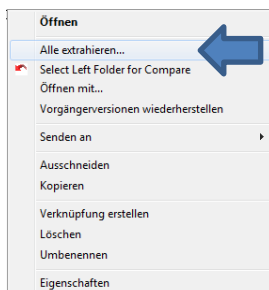 Öffnen
Alle extrahieren...
Select Left Folder for Compare
Öffnen mit...
Vorgängerversionen wiederherstellen
Senden an
Ausschneiden
Kopieren
Verknüpfung erstellen
Löschen
Umbenennen
Eigenschaften